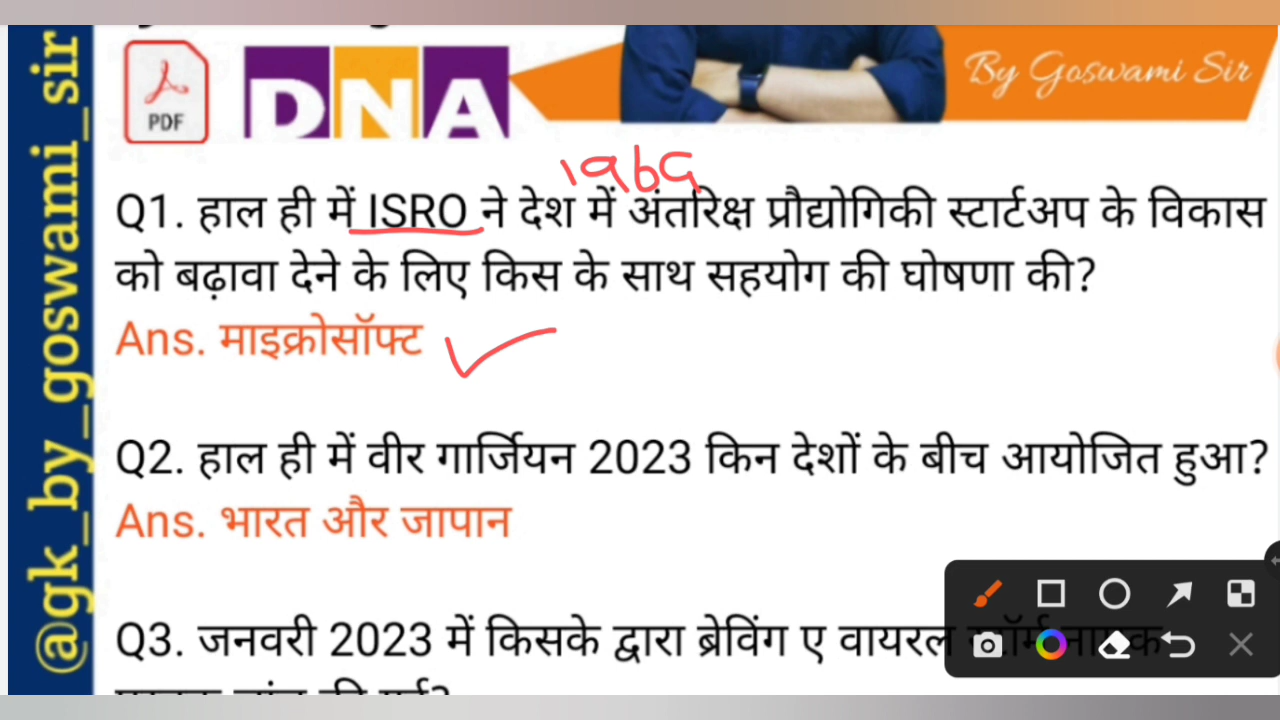 @gk_by_goswami_sir
PDF
DNA
By Goswami Sir
1969
Q1. हाल ही में ISRO ने देश में अंतरिक्ष प्रौद्योगिकी स्टार्टअप के विकास
को बढ़ावा देने के लिए किस के साथ सहयोग की घोषणा की?
Ans. माइक्रोसॉफ्ट
Q2. हाल ही में वीर गार्जियन 2023 किन देशों के बीच आयोजित हुआ?
Ans. भारत और जापान
Q3. जनवरी 2023 में किसके द्वारा ब्रेविंग ए वायरल